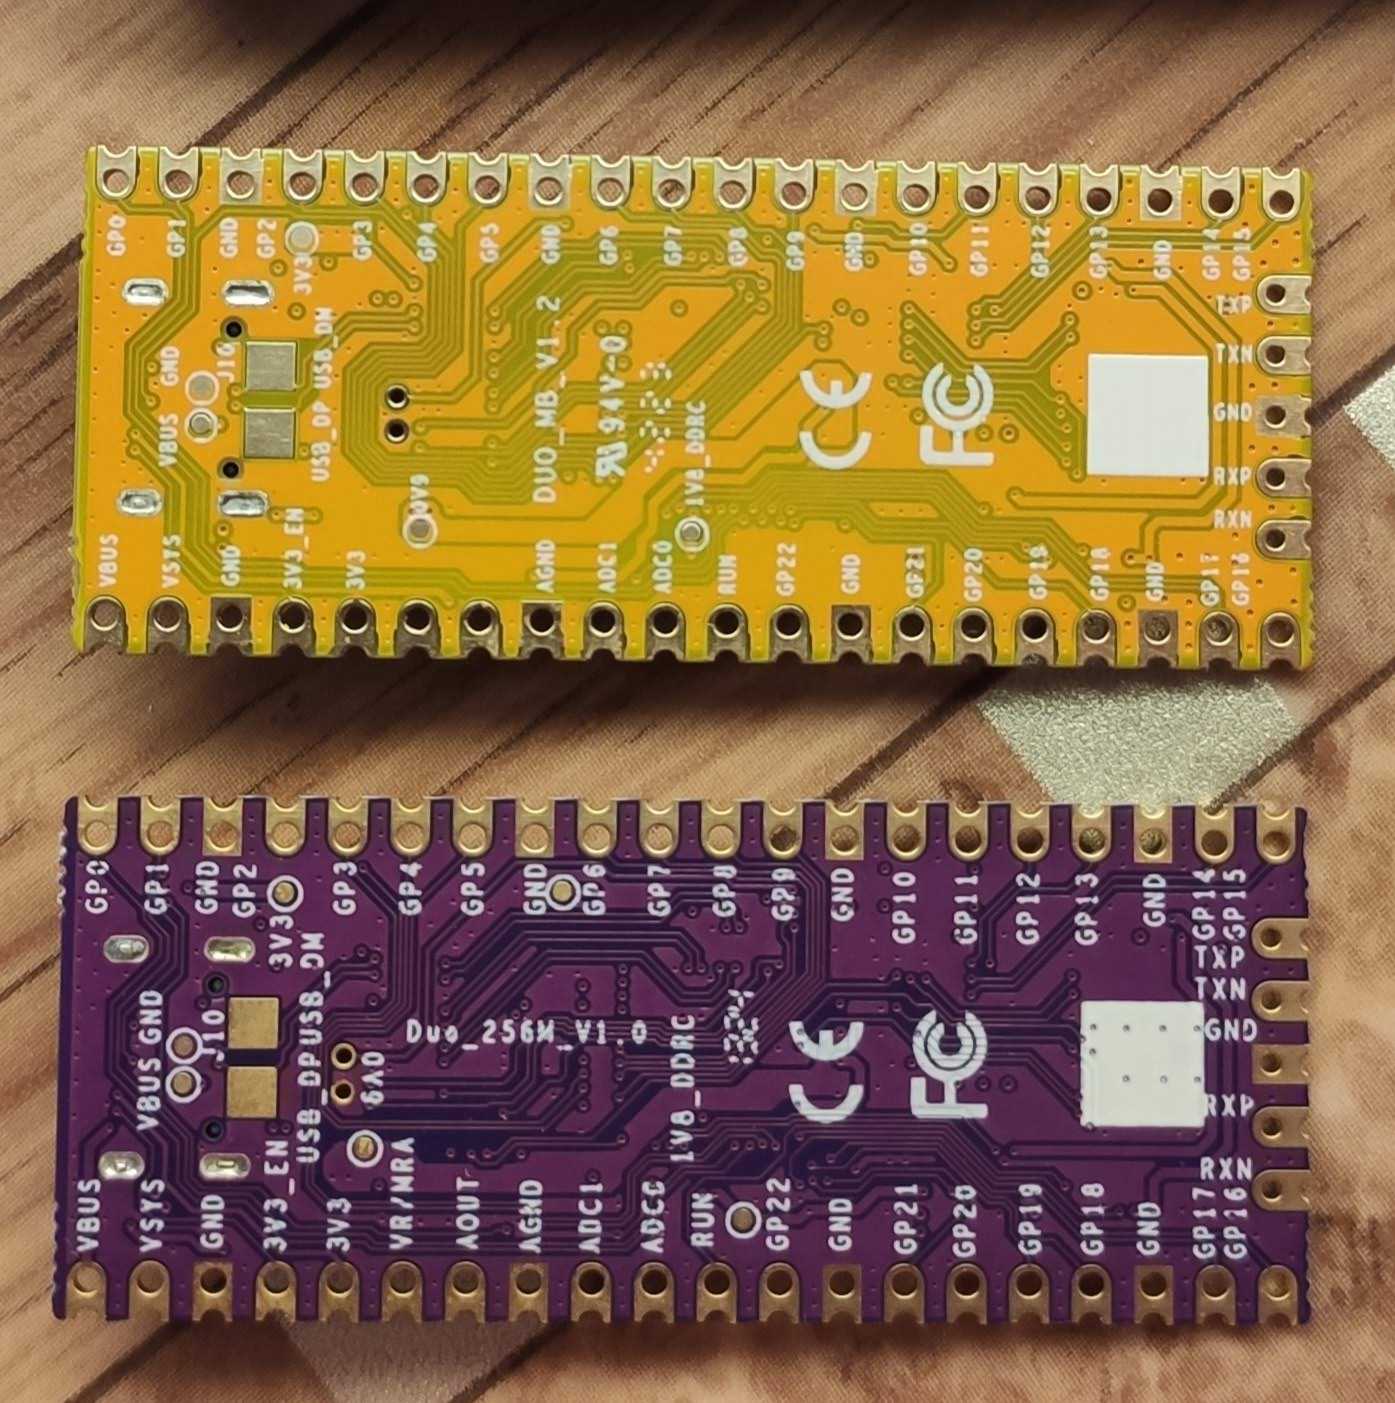 GP0 GP1 GND GP2 GP3 GP4 GP5 GND GP6 GP7 GP8 GP9 GND GP10 GP11 GP12 GP13 GND GP14 GP15
3V3
TXP
TXN
GND
RXP
RXN
GND
VBUS
J10
USB_DM
USB_DP
DUO_MB_V1.2
94V-0
1V8_DDRC
CE
FC
VBUS VSYS GND 3V3_EN 3V3 AGND ADC1 ADC0 RUN GP22 GND GP21 GP20 GP19 GP18 GND GP17 GP16
GP0 GP1 GND GP2 GP3 GP4 GP5 GND GP6 GP7 GP8 GP9 GND GP10 GP11 GP12 GP13 GND GP14 GP15
3V3
TXP
TXN
GND
RXP
RXN
GND
VBUS
J10
USB_DM
USB_DP
Duo_256M_V1.0
0V9
1V8_DDRC
CE
FC
VBUS VSYS GND 3V3_EN 3V3 VR/MRA AOUT AGND ADC1 ADC0 RUN GP22 GND GP21 GP20 GP19 GP18 GND GP17 GP16